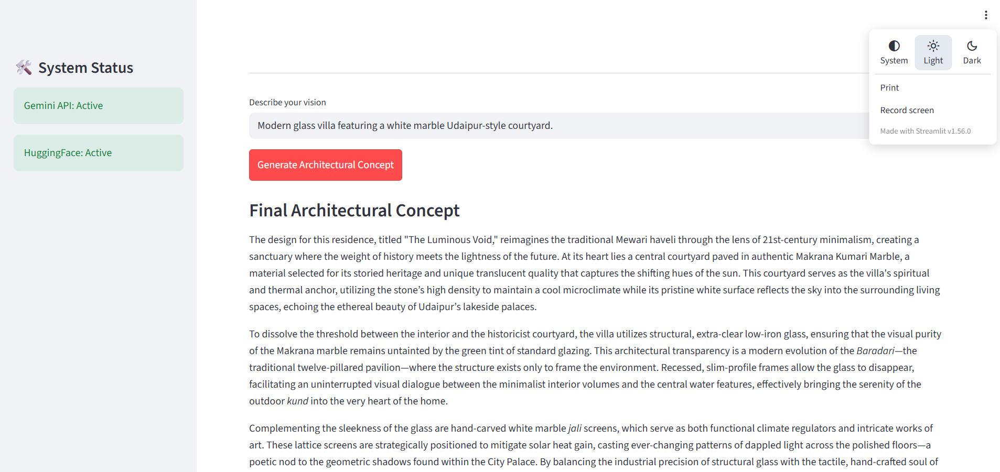 System Status
Gemini API: Active
HuggingFace: Active
System
Light
Dark
Print
Record screen
Made with Streamlit v1.56.0
Describe your vision
Modern glass villa featuring a white marble Udaipur-style courtyard.
Generate Architectural Concept
Final Architectural Concept
The design for this residence, titled "The Luminous Void," reimagines the traditional Mewari haveli through the lens of 21st-century minimalism, creating a
sanctuary where the weight of history meets the lightness of the future. At its heart lies a central courtyard paved in authentic Makrana Kumari Marble, a
material selected for its storied heritage and unique translucent quality that captures the shifting hues of the sun. This courtyard serves as the villa's spiritual
and thermal anchor, utilizing the stone’s high density to maintain a cool microclimate while its pristine white surface reflects the sky into the surrounding living
spaces, echoing the ethereal beauty of Udaipur’s lakeside palaces.
To dissolve the threshold between the interior and the historicist courtyard, the villa utilizes structural, extra-clear low-iron glass, ensuring that the visual purity
of the Makrana marble remains untainted by the green tint of standard glazing. This architectural transparency is a modern evolution of the Baradari—the
traditional twelve-pillared pavilion—where the structure exists only to frame the environment. Recessed, slim-profile frames allow the glass to disappear,
facilitating an uninterrupted visual dialogue between the minimalist interior volumes and the central water features, effectively bringing the serenity of the
outdoor kund into the very heart of the home.
Complementing the sleekness of the glass are hand-carved white marble jali screens, which serve as both functional climate regulators and intricate works of
art. These lattice screens are strategically positioned to mitigate solar heat gain, casting ever-changing patterns of dappled light across the polished floors—a
poetic nod to the geometric shadows found within the City Palace. By balancing the industrial precision of structural glass with the tactile, hand-crafted soul of